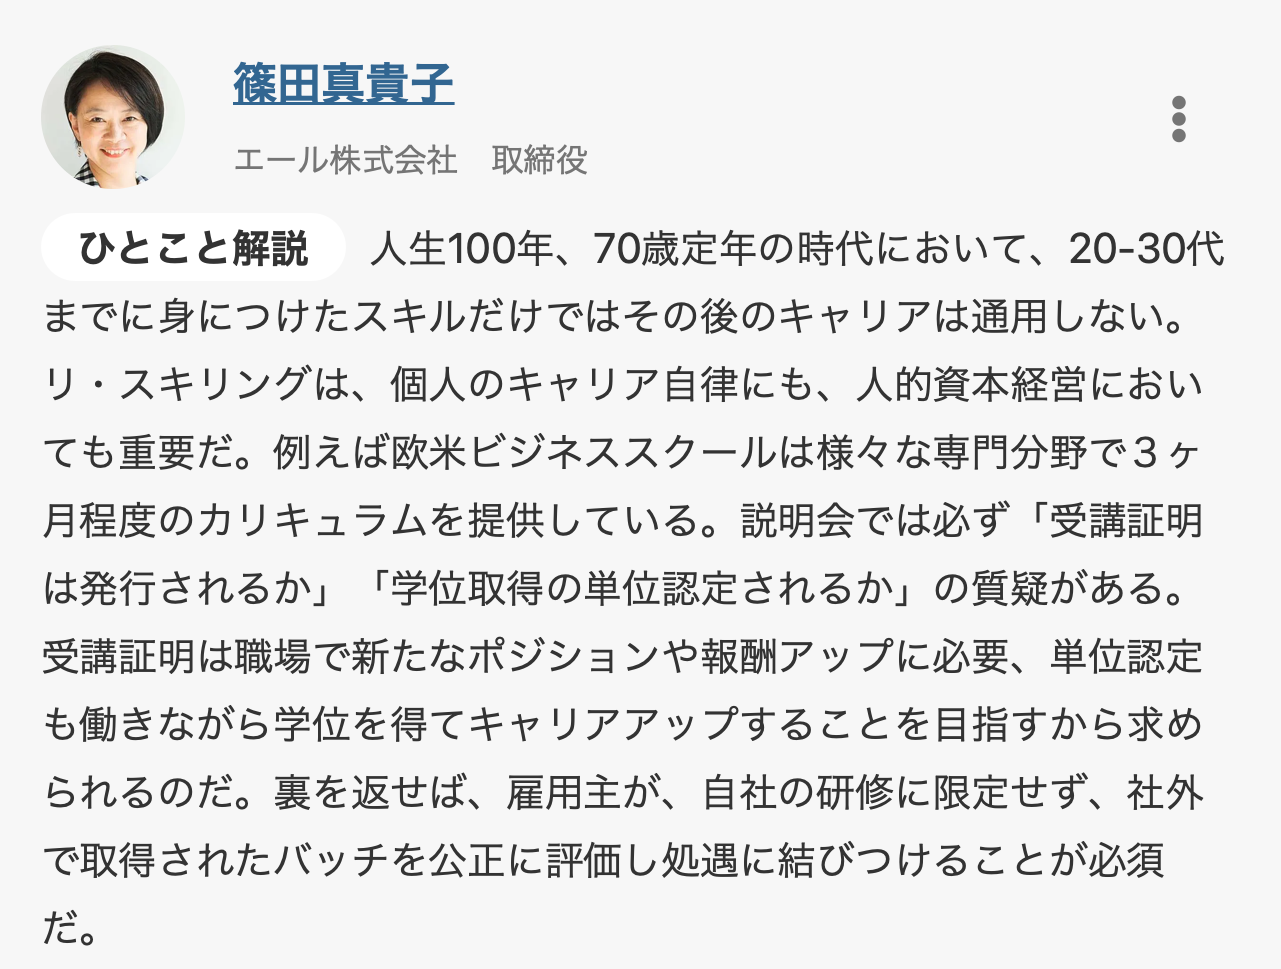 篠田真貴子
エール株式会社　取締役
ひとこと解説　人生100年、70歳定年の時代において、20-30代
までに身につけたスキルだけではその後のキャリアは通用しない。
リ・スキリングは、個人のキャリア自律にも、人的資本経営におい
ても重要だ。例えば欧米ビジネススクールは様々な専門分野で３ヶ
月程度のカリキュラムを提供している。説明会では必ず「受講証明
は発行されるか」「学位取得の単位認定されるか」の質疑がある。
受講証明は職場で新たなポジションや報酬アップに必要、単位認定
も働きながら学位を得てキャリアアップすることを目指すから求め
られるのだ。裏を返せば、雇用主が、自社の研修に限定せず、社外
で取得されたバッチを公正に評価し処遇に結びつけることが必須
だ。